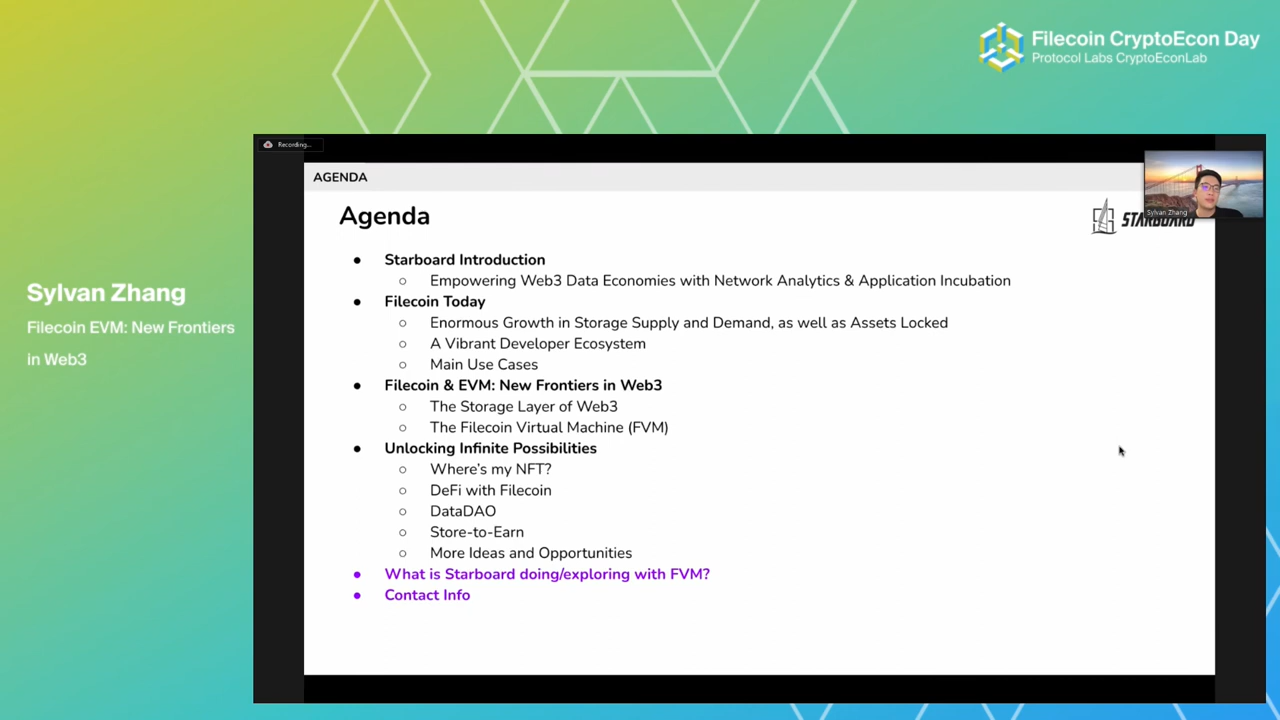 Filecoin CryptoEcon Day
Protocol Labs CryptoEconLab
Recording...
AGENDA
Sylvan Zhang
Agenda
STARBOARD
• Starboard Introduction
○ Empowering Web3 Data Economies with Network Analytics & Application Incubation
• Filecoin Today
○ Enormous Growth in Storage Supply and Demand, as well as Assets Locked
○ A Vibrant Developer Ecosystem
○ Main Use Cases
• Filecoin & EVM: New Frontiers in Web3
○ The Storage Layer of Web3
○ The Filecoin Virtual Machine (FVM)
• Unlocking Infinite Possibilities
○ Where's my NFT?
○ DeFi with Filecoin
○ DataDAO
○ Store-to-Earn
○ More Ideas and Opportunities
• What is Starboard doing/exploring with FVM?
• Contact Info
Sylvan Zhang
Filecoin EVM: New Frontiers
in Web3